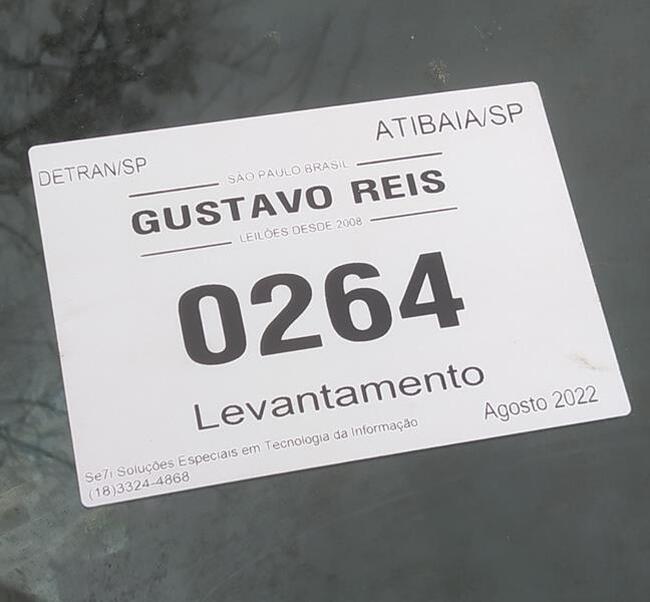 DETRAN/SP
ATIBAIA/SP
SÃO PAULO BRASIL
GUSTAVO REIS
LEILÕES DESDE 2008
0264
Levantamento
Agosto 2022
Se7i Soluções Especiais em Tecnologia da Informação
(18)3324-4868